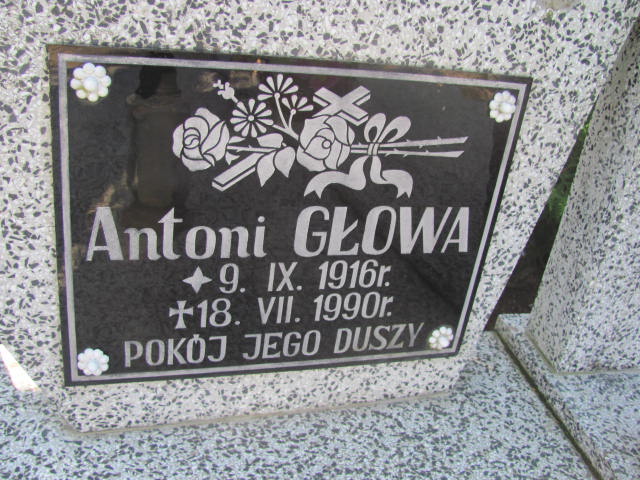 Antoni GŁOWA
✦ 9. IX. 1916r.
✝ 18. VII. 1990r.
POKÓJ JEGO DUSZY